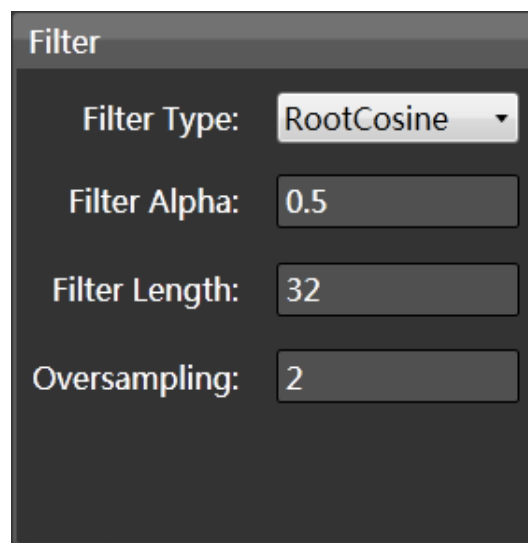 Filter
Filter Type: RootCosine
Filter Alpha: 0.5
Filter Length: 32
Oversampling: 2